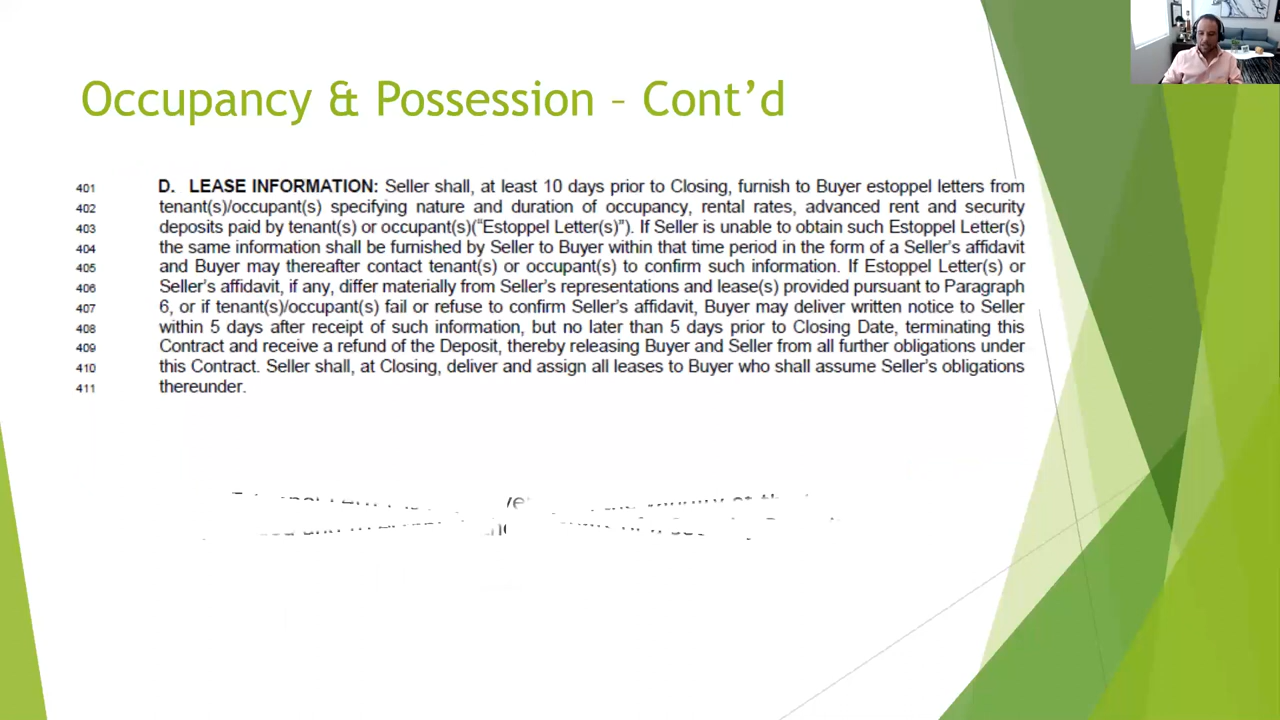 Occupancy & Possession – Cont’d
401 D. LEASE INFORMATION: Seller shall, at least 10 days prior to Closing, furnish to Buyer estoppel letters from
402 tenant(s)/occupant(s) specifying nature and duration of occupancy, rental rates, advanced rent and security
403 deposits paid by tenant(s) or occupant(s)(“Estoppel Letter(s)”). If Seller is unable to obtain such Estoppel Letter(s)
404 the same information shall be furnished by Seller to Buyer within that time period in the form of a Seller’s affidavit
405 and Buyer may thereafter contact tenant(s) or occupant(s) to confirm such information. If Estoppel Letter(s) or
406 Seller’s affidavit, if any, differ materially from Seller’s representations and lease(s) provided pursuant to Paragraph
407 6, or if tenant(s)/occupant(s) fail or refuse to confirm Seller’s affidavit, Buyer may deliver written notice to Seller
408 within 5 days after receipt of such information, but no later than 5 days prior to Closing Date, terminating this
409 Contract and receive a refund of the Deposit, thereby releasing Buyer and Seller from all further obligations under
410 this Contract. Seller shall, at Closing, deliver and assign all leases to Buyer who shall assume Seller’s obligations
411 thereunder.